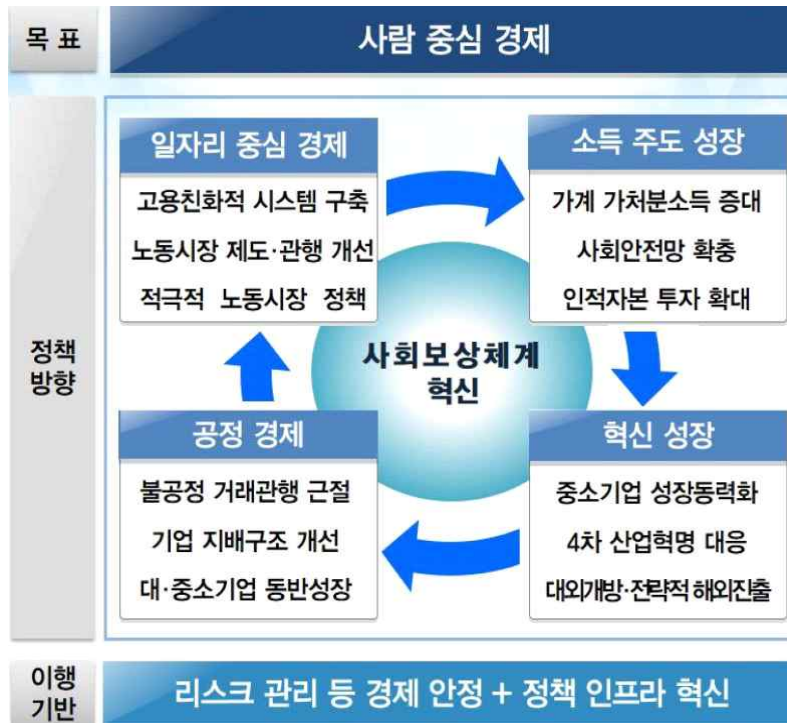 목 표
사람 중심 경제
정책
방향
일자리 중심 경제
고용친화적 시스템 구축
노동시장 제도·관행 개선
적극적 노동시장 정책
소득 주도 성장
가계 가처분소득 증대
사회안전망 확충
인적자본 투자 확대
사회보상체계
혁신
공정 경제
불공정 거래관행 근절
기업 지배구조 개선
대·중소기업 동반성장
혁신 성장
중소기업 성장동력화
4차 산업혁명 대응
대외개방·전략적 해외진출
이행
기반
리스크 관리 등 경제 안정 + 정책 인프라 혁신